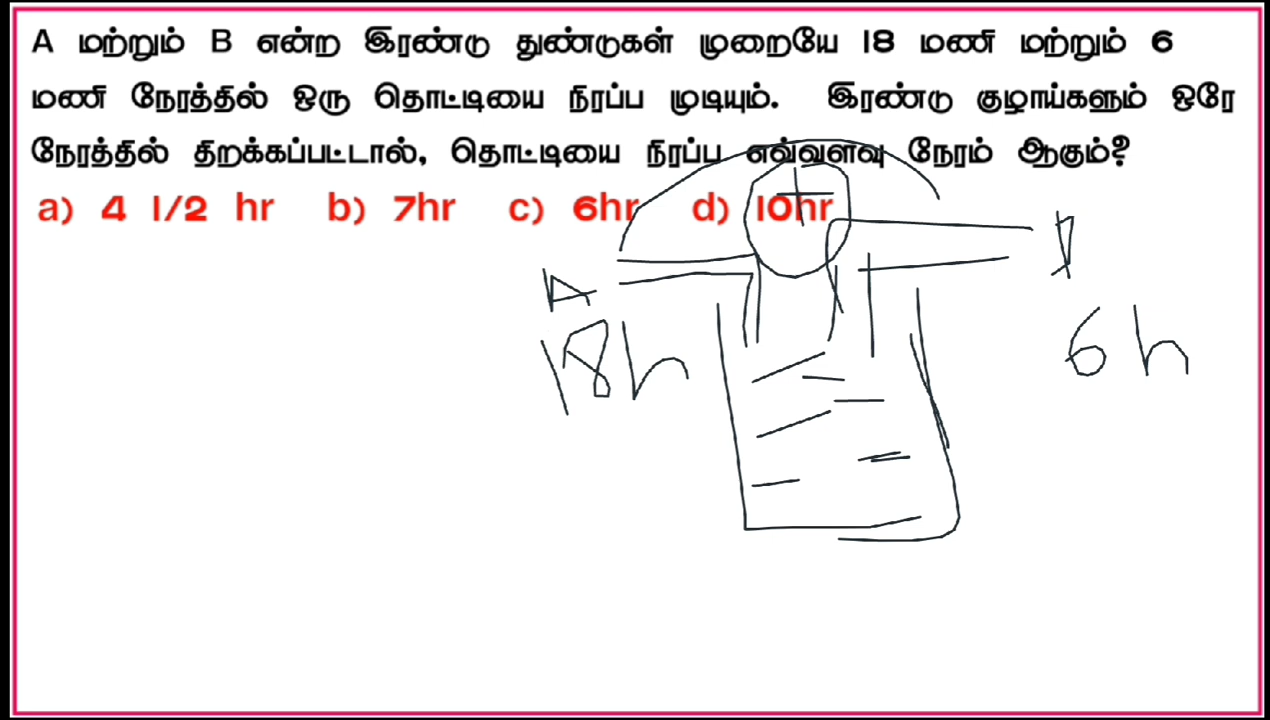 A மற்றும் B என்ற இரண்டு துண்டுகள் முறையே 18 மணி மற்றும் 6
மணி நேரத்தில் ஒரு தொட்டியை நிரப்ப முடியும். இரண்டு குழாய்களும் ஒரே
நேரத்தில் திறக்கப்பட்டால், தொட்டியை நிரப்ப எவ்வளவு நேரம் ஆகும்?
a) 4 1/2 hr b) 7hr c) 6hr d) 10hr
+
A B
18h 6h